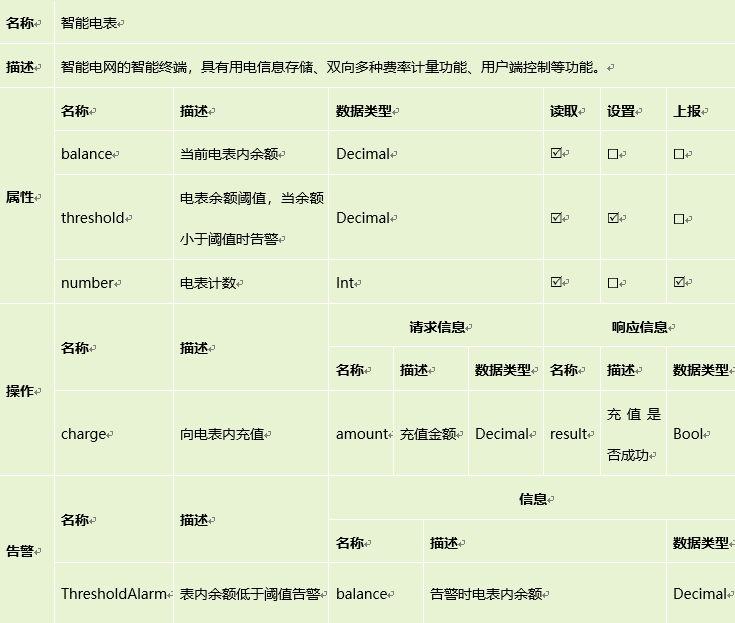 名称 智能电表
描述 智能电网的智能终端，具有用电信息存储、双向多种费率计量功能、用户端控制等功能。
属性
名称 描述 数据类型 读取 设置 上报
balance 当前电表内余额 Decimal ☑ ☐ ☐
threshold 电表余额阈值，当余额
小于阈值时告警 Decimal ☑ ☑ ☐
number 电表计数 Int ☑ ☐ ☑
操作
名称 描述 请求信息 响应信息
名称 描述 数据类型 名称 描述 数据类型
charge 向电表内充值 amount 充值金额 Decimal result 充值是
否成功 Bool
告警
名称 描述 信息
名称 描述 数据类型
ThresholdAlarm 表内余额低于阈值告警 balance 告警时电表内余额 Decimal